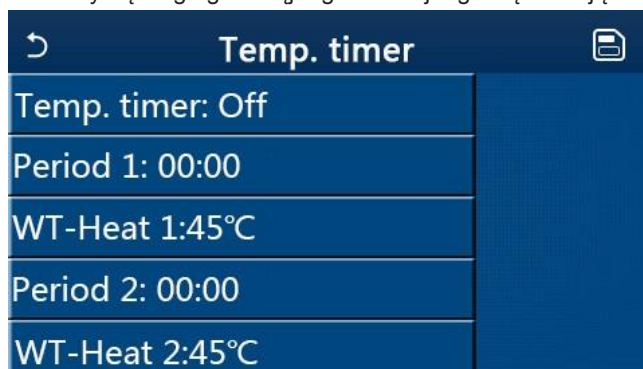 Temp. timer
Temp. timer: Off
Period 1: 00:00
WT-Heat 1:45℃
Period 2: 00:00
WT-Heat 2:45℃